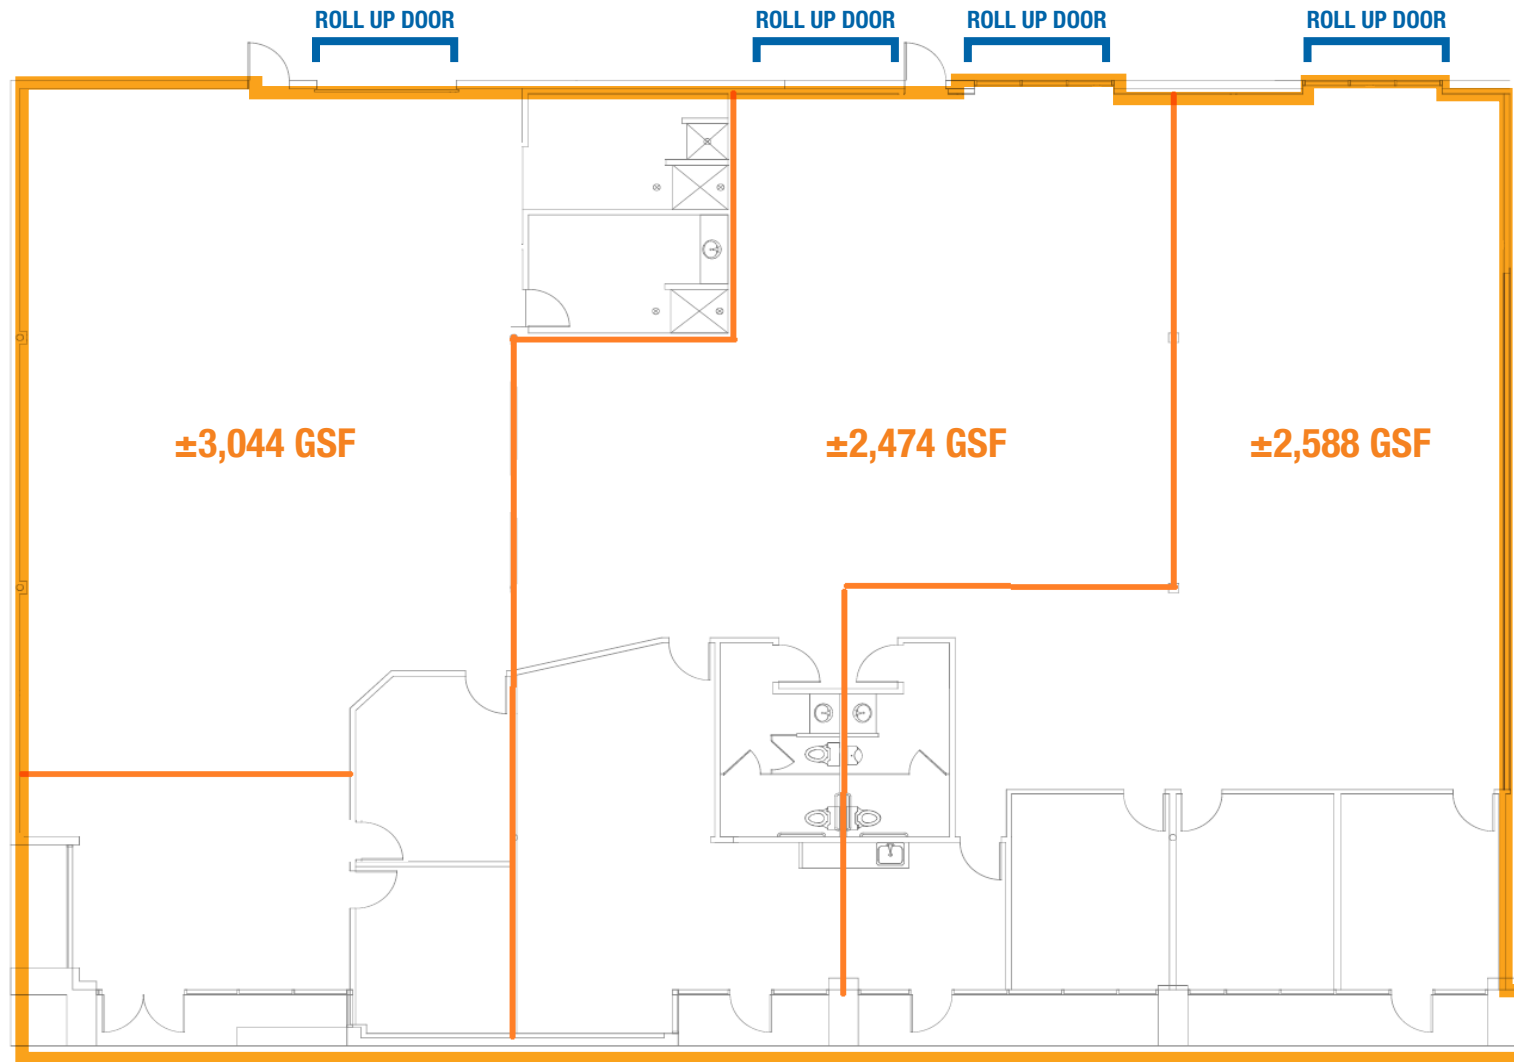 ROLL UP DOOR
ROLL UP DOOR
ROLL UP DOOR
ROLL UP DOOR
±3,044 GSF
±2,474 GSF
±2,588 GSF